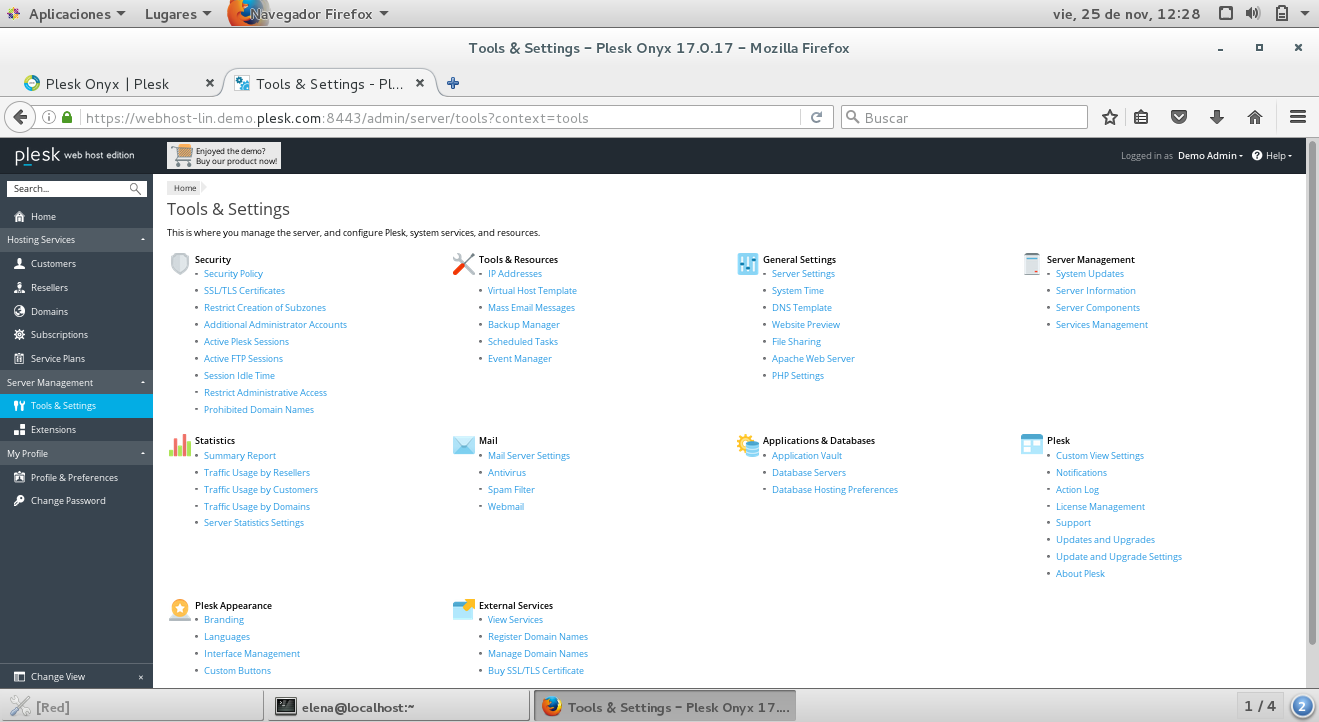 Aplicaciones Lugares Navegador Firefox vie, 25 de nov, 12:28
Tools & Settings - Plesk Onyx 17.0.17 - Mozilla Firefox
Plesk Onyx | Plesk
Tools & Settings - Pl...
https://webhost-lin.demo.plesk.com:8443/admin/server/tools?context=tools
Buscar
plesk web host edition
Enjoyed the demo?
Buy our product now!
Logged in as Demo Admin
Help
Search...
Home
Hosting Services
Customers
Resellers
Domains
Subscriptions
Service Plans
Server Management
Tools & Settings
Extensions
My Profile
Profile & Preferences
Change Password
Change View
Home
Tools & Settings
This is where you manage the server, and configure Plesk, system services, and resources.
Security
Security Policy
SSL/TLS Certificates
Restrict Creation of Subzones
Additional Administrator Accounts
Active Plesk Sessions
Active FTP Sessions
Session Idle Time
Restrict Administrative Access
Prohibited Domain Names
Tools & Resources
IP Addresses
Virtual Host Template
Mass Email Messages
Backup Manager
Scheduled Tasks
Event Manager
General Settings
Server Settings
System Time
DNS Template
Website Preview
File Sharing
Apache Web Server
PHP Settings
Server Management
System Updates
Server Information
Server Components
Services Management
Statistics
Summary Report
Traffic Usage by Resellers
Traffic Usage by Customers
Traffic Usage by Domains
Server Statistics Settings
Mail
Mail Server Settings
Antivirus
Spam Filter
Webmail
Applications & Databases
Application Vault
Database Servers
Database Hosting Preferences
Plesk
Custom View Settings
Notifications
Action Log
License Management
Support
Updates and Upgrades
Update and Upgrade Settings
About Plesk
Plesk Appearance
Branding
Languages
Interface Management
Custom Buttons
External Services
View Services
Register Domain Names
Manage Domain Names
Buy SSL/TLS Certificate
[Red]
elena@localhost:~
Tools & Settings - Plesk Onyx 17....
1 / 4
2